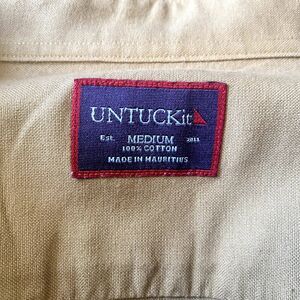 UNTUCKit
Est. MEDIUM 2011
100% COTTON
MADE IN MAURITIUS